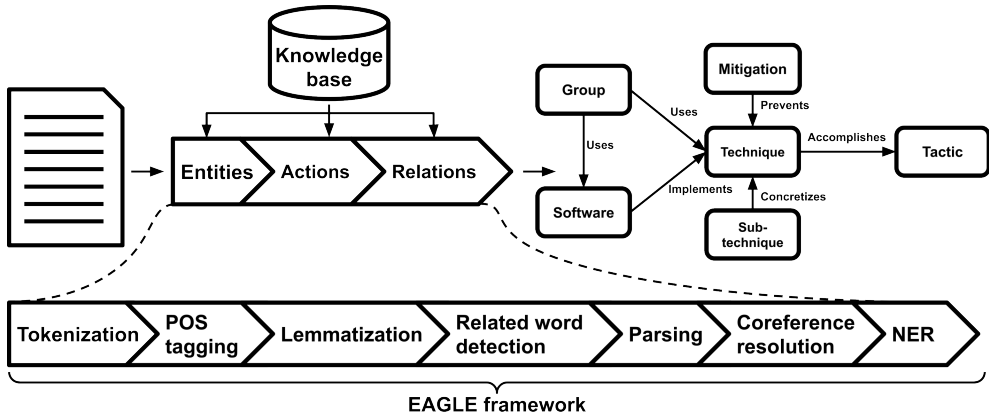 Knowledge
base
Entities
Actions
Relations
Group
Uses
Software
Uses
Implements
Mitigation
Prevents
Technique
Accomplishes
Tactic
Concretizes
Sub-
technique
Tokenization
POS
tagging
Lemmatization
Related word
detection
Parsing
Coreference
resolution
NER
EAGLE framework